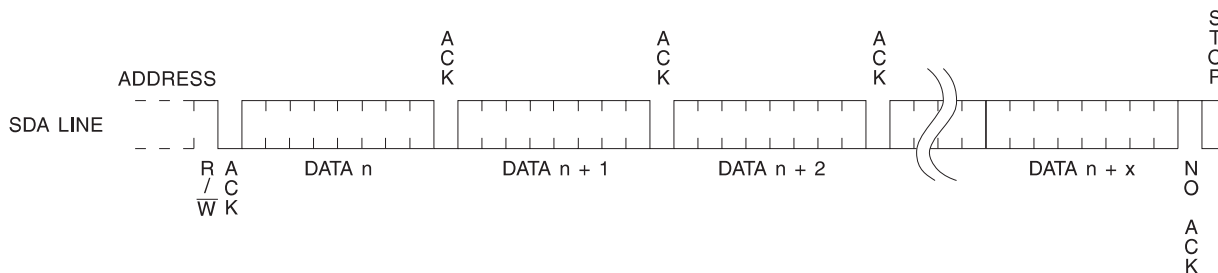 STOP
ACK
ACK
ACK
ADDRESS
SDA LINE
R/W
ACK
DATA n
DATA n + 1
DATA n + 2
DATA n + x
NO ACK